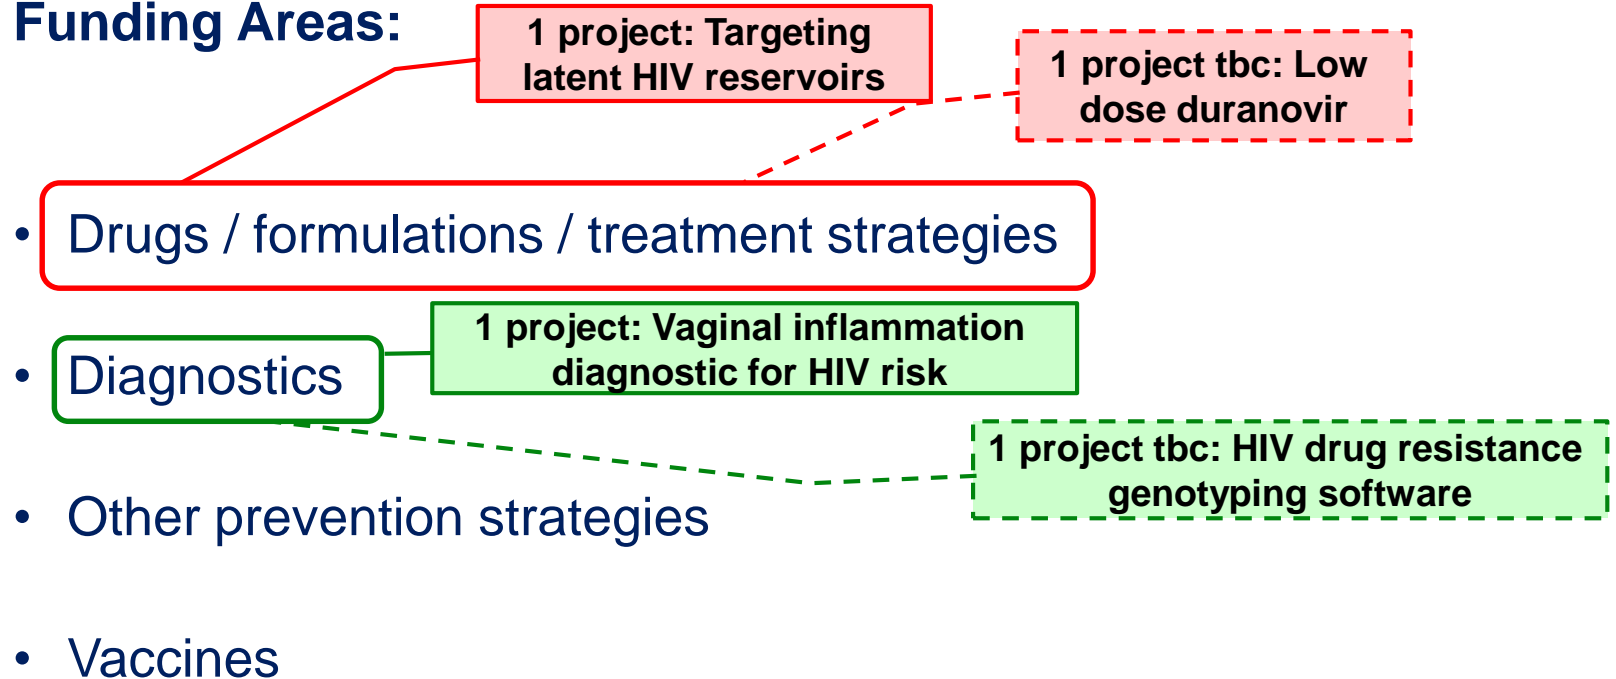 Funding Areas:
1 project: Targeting
latent HIV reservoirs
1 project tbc: Low
dose duranovir
• Drugs / formulations / treatment strategies
1 project: Vaginal inflammation
diagnostic for HIV risk
• Diagnostics
1 project tbc: HIV drug resistance
genotyping software
• Other prevention strategies
• Vaccines